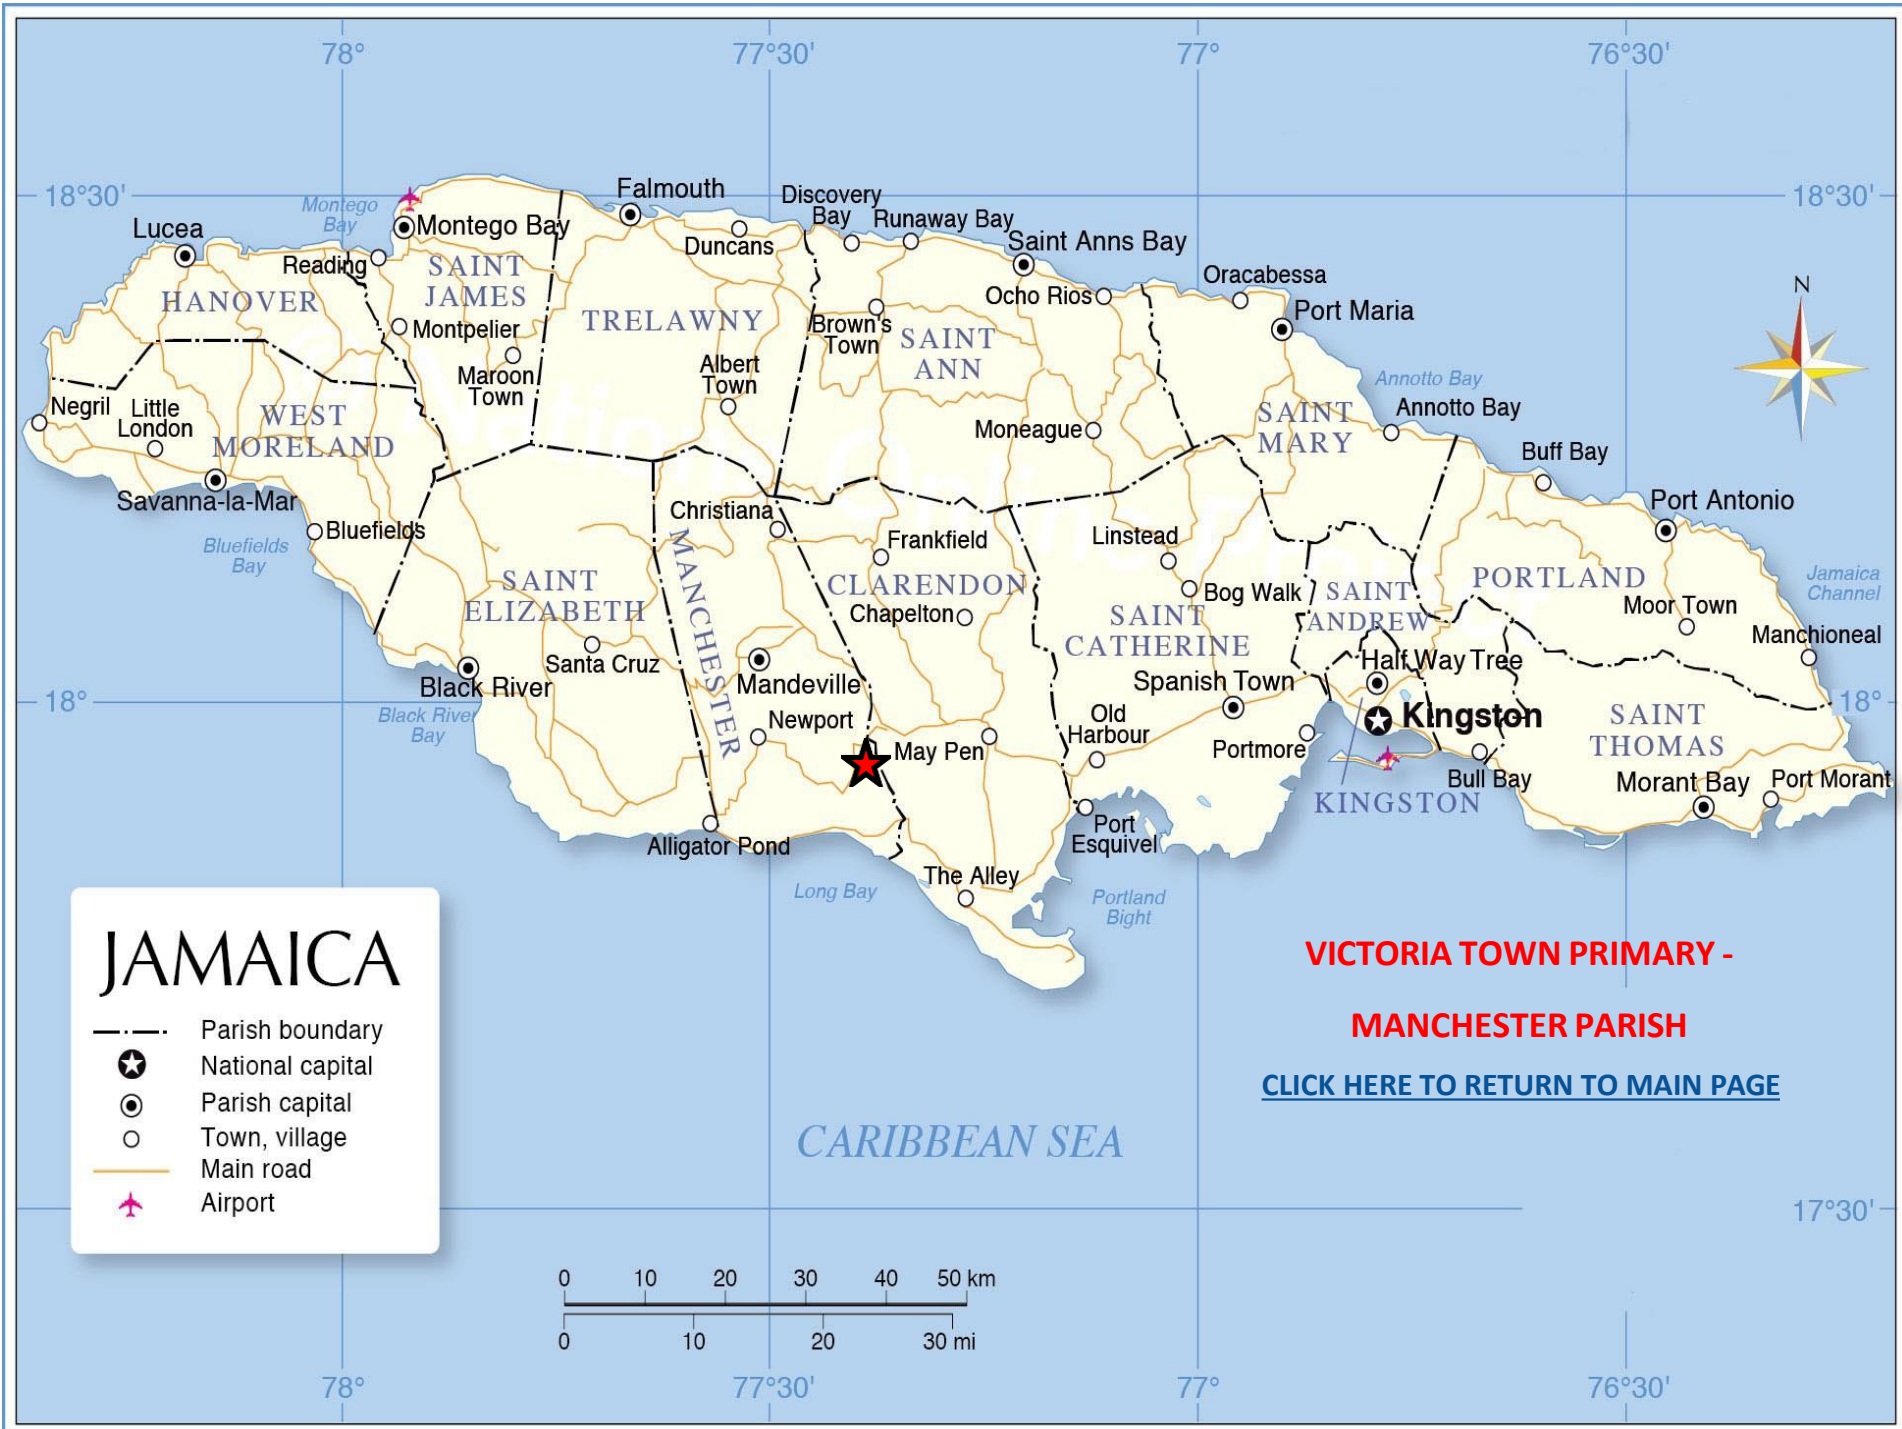 78°
77°30'
77°
76°30'
18°30'
18°30'
Montego
Bay
Lucea
Montego Bay
Falmouth
Discovery
Bay
Runaway Bay
Duncans
Saint Anns Bay
Reading
SAINT
JAMES
HANOVER
Ocho Rios
Oracabessa
Port Maria
N
Montpelier
TRELAWNY
Brown's
Town
SAINT
ANN
Maroon
Town
Albert
Town
Annotto Bay
Annotto Bay
Negril
Little
London
WEST
MORELAND
Moneague
SAINT
MARY
Buff Bay
Savanna-la-Mar
Christiana
Port Antonio
Bluefields
Bluefields
Bay
Frankfield
Linstead
MANCHESTER
SAINT
ELIZABETH
CLARENDON
Chapelton
Bog Walk
SAINT
ANDREW
PORTLAND
Jamaica
Channel
Moor Town
SAINT
CATHERINE
Manchioneal
Santa Cruz
Half Way Tree
Black River
Mandeville
Spanish Town
18°
18°
Black River
Bay
Newport
Old
Harbour
Kingston
SAINT
THOMAS
May Pen
Portmore
Bull Bay
Morant Bay
Port Morant
KINGSTON
Alligator Pond
Port
Esquivel
The Alley
Long Bay
Portland
Bight
JAMAICA
Parish boundary
National capital
Parish capital
Town, village
Main road
Airport
VICTORIA TOWN PRIMARY -
MANCHESTER PARISH
CLICK HERE TO RETURN TO MAIN PAGE
CARIBBEAN SEA
17°30'
0 10 20 30 40 50 km
0 10 20 30 mi
78°
77°30'
77°
76°30'